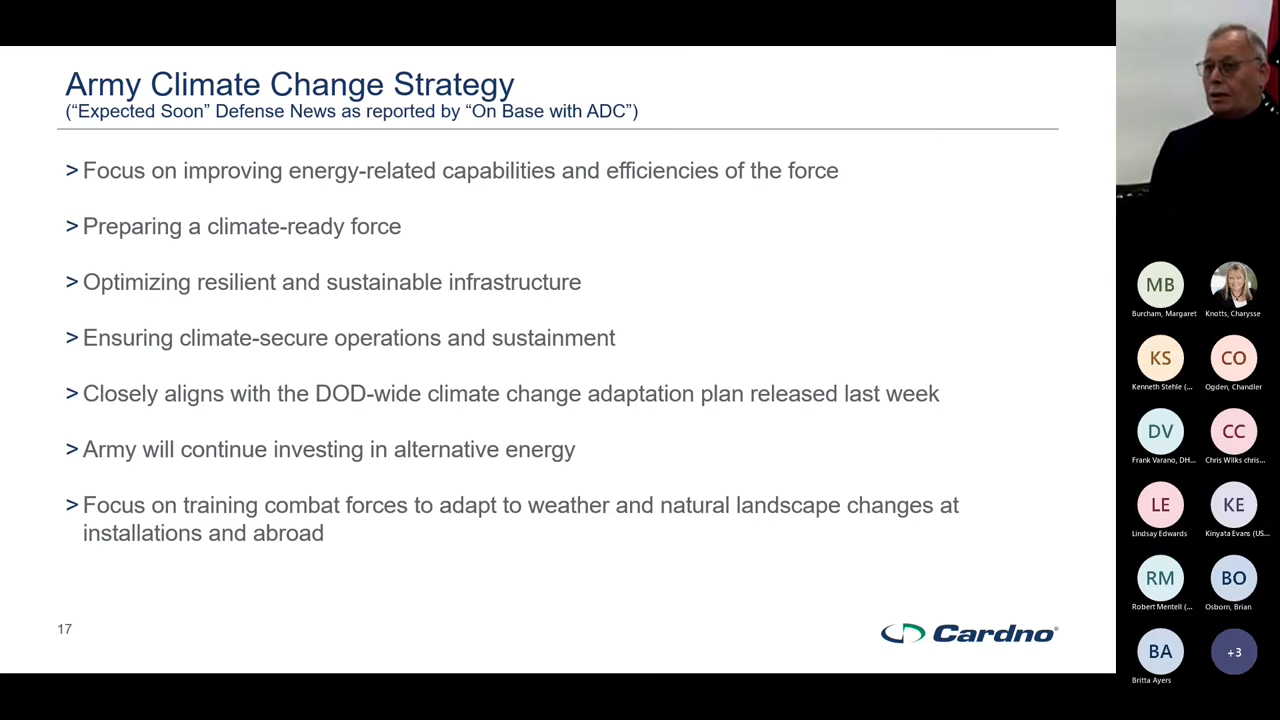 Army Climate Change Strategy
(“Expected Soon” Defense News as reported by “On Base with ADC”)
> Focus on improving energy-related capabilities and efficiencies of the force
> Preparing a climate-ready force
> Optimizing resilient and sustainable infrastructure
> Ensuring climate-secure operations and sustainment
> Closely aligns with the DOD-wide climate change adaptation plan released last week
> Army will continue investing in alternative energy
> Focus on training combat forces to adapt to weather and natural landscape changes at
installations and abroad
17
Cardno®
MB
Burcham, Margaret
Knotts, Charysse
KS
Kenneth Stehle (...
CO
Ogden, Chandler
DV
Frank Varano, DH...
CC
Chris Wilks chris...
LE
Lindsay Edwards
KE
Kinyata Evans (US...
RM
Robert Mentell (...
BO
Osborn, Brian
BA
Britta Ayers
+3